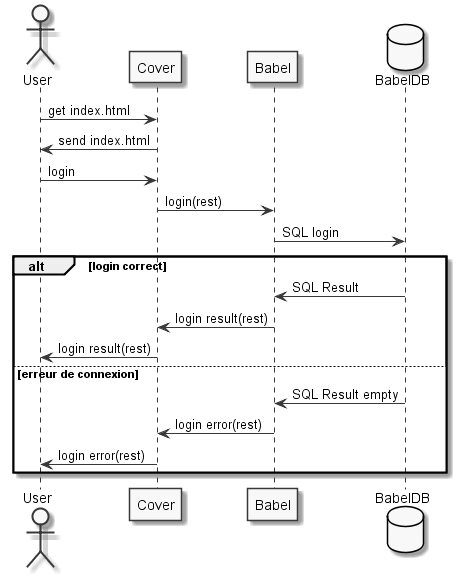 User
Cover
Babel
BabelDB
get index.html
send index.html
login
login(rest)
SQL login
alt
[login correct]
SQL Result
login result(rest)
login result(rest)
[erreur de connexion]
SQL Result empty
login error(rest)
login error(rest)
User
Cover
Babel
BabelDB